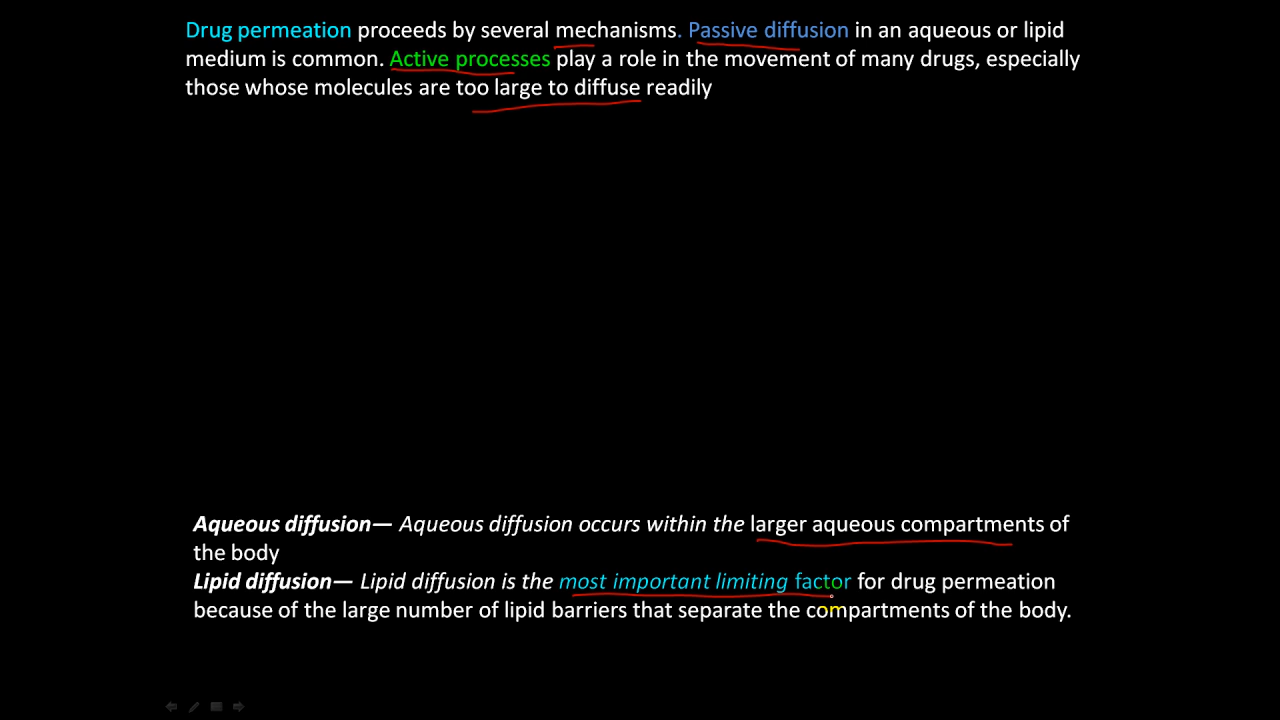 Drug permeation proceeds by several mechanisms. Passive diffusion in an aqueous or lipid
medium is common. Active processes play a role in the movement of many drugs, especially
those whose molecules are too large to diffuse readily
Aqueous diffusion— Aqueous diffusion occurs within the larger aqueous compartments of
the body
Lipid diffusion— Lipid diffusion is the most important limiting factor for drug permeation
because of the large number of lipid barriers that separate the compartments of the body.